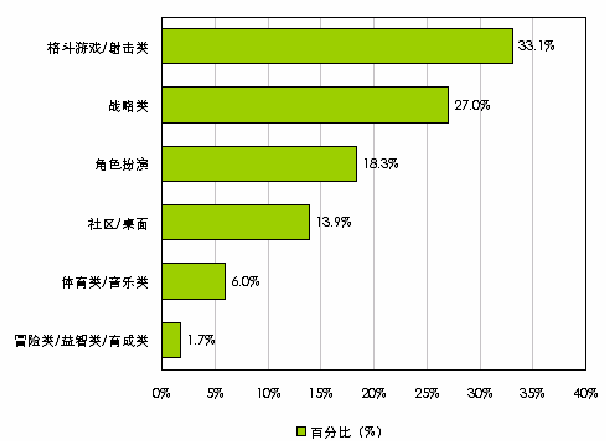 格斗游戏/射击类 33.1%
战略类 27.0%
角色扮演 18.3%
社区/桌面 13.9%
体育类/音乐类 6.0%
冒险类/益智类/育成类 1.7%
0% 5% 10% 15% 20% 25% 30% 35% 40%
百分比（%）